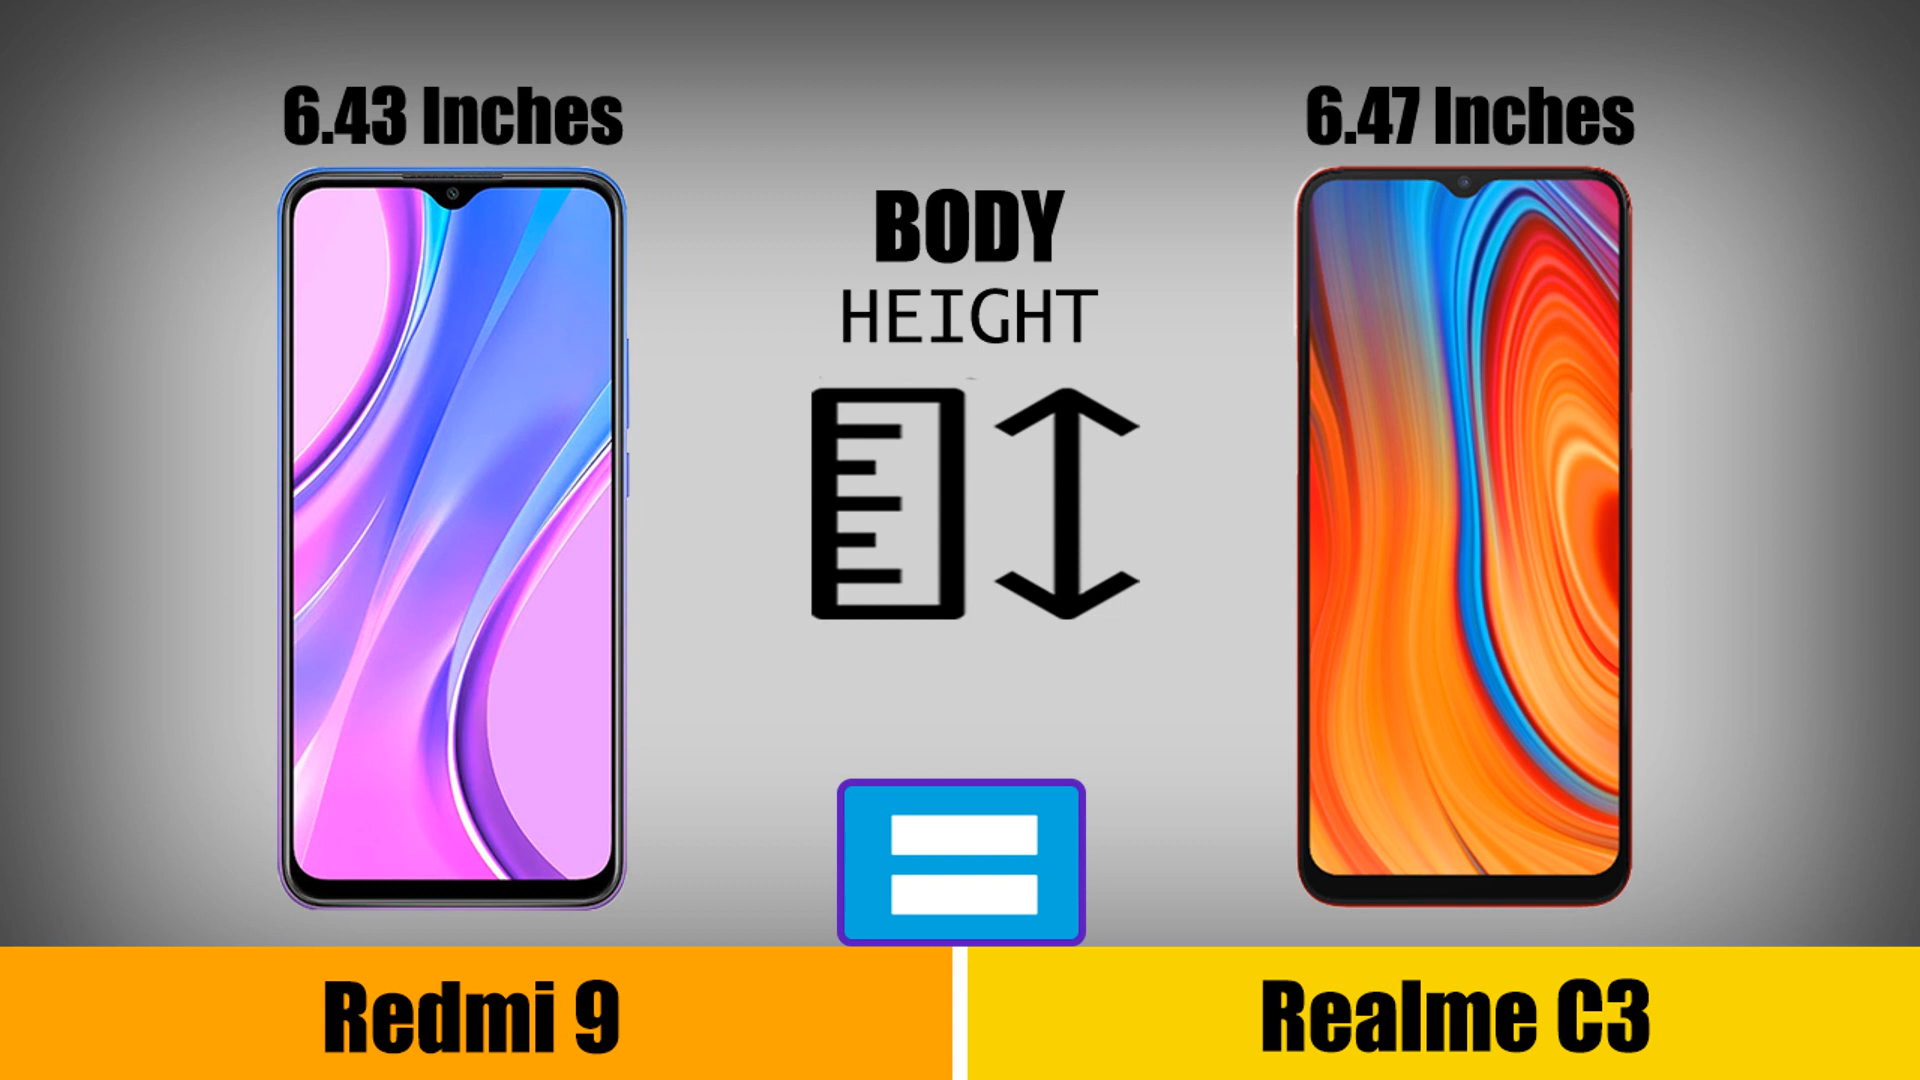 6.43 Inches
6.47 Inches
BODY
HEIGHT
Redmi 9
Realme C3